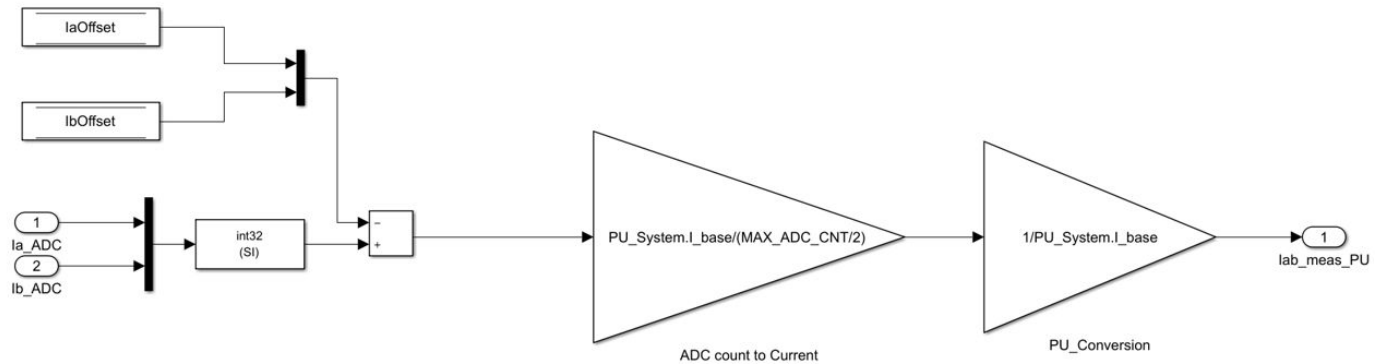 IaOffset
IbOffset
1
Ia_ADC
2
Ib_ADC
int32
(SI)
−
+
PU_System.I_base/(MAX_ADC_CNT/2)
ADC count to Current
1/PU_System.I_base
PU_Conversion
1
Iab_meas_PU